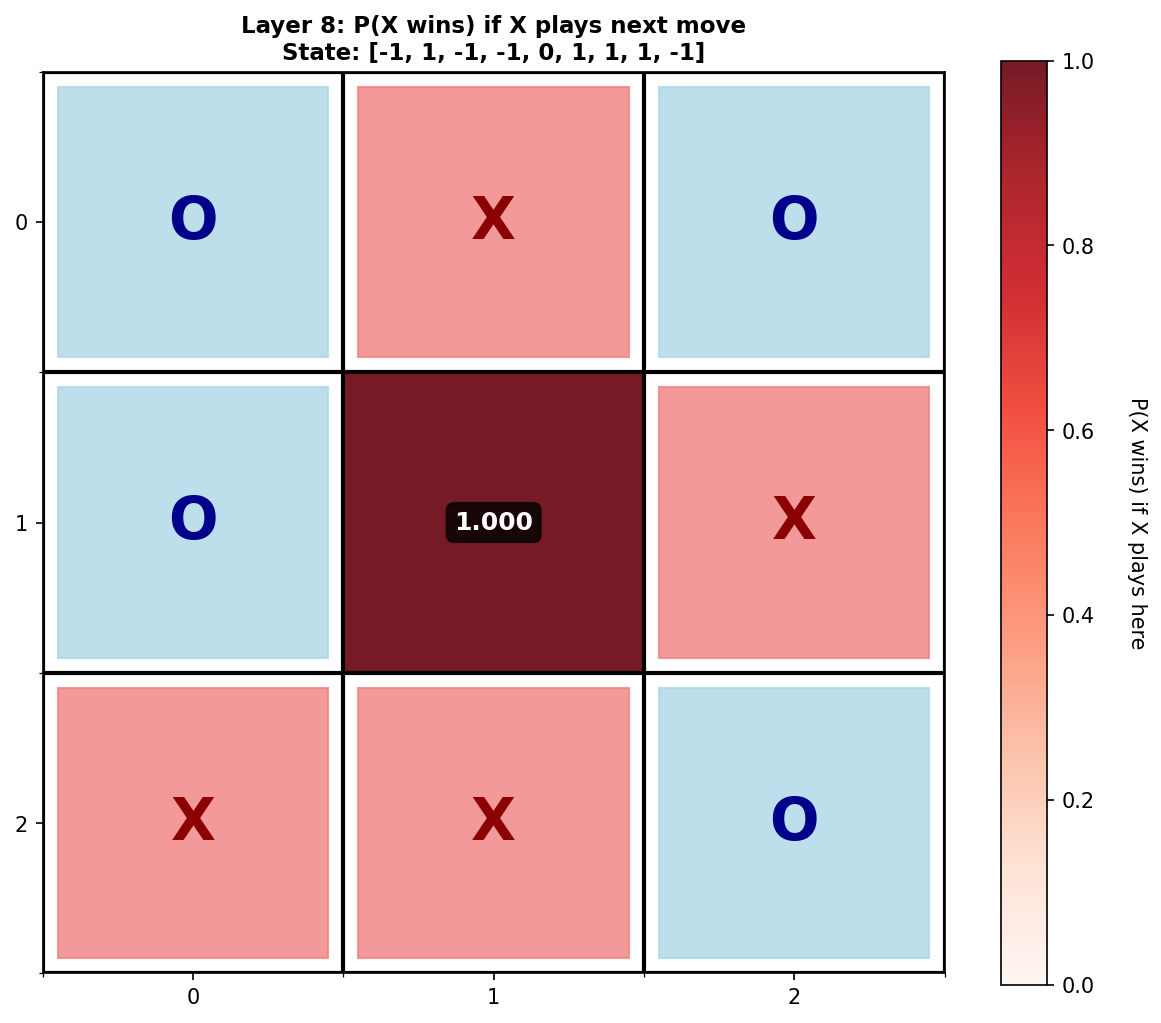 Layer 8: P(X wins) if X plays next move
State: [-1, 1, -1, -1, 0, 1, 1, 1, -1]
0
O
X
O
1
O
1.000
X
2
X
X
O
0
1
2
1.0
0.8
0.6
0.4
0.2
0.0
P(X wins) if X plays here